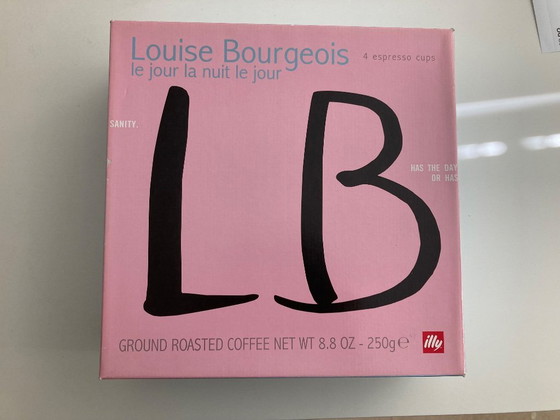 Louise Bourgeois
4 espresso cups
le jour la nuit le jour
LB
SANITY.
HAS THE DAY
OR HAS
GROUND ROASTED COFFEE NET WT 8.8 OZ - 250g e
illy